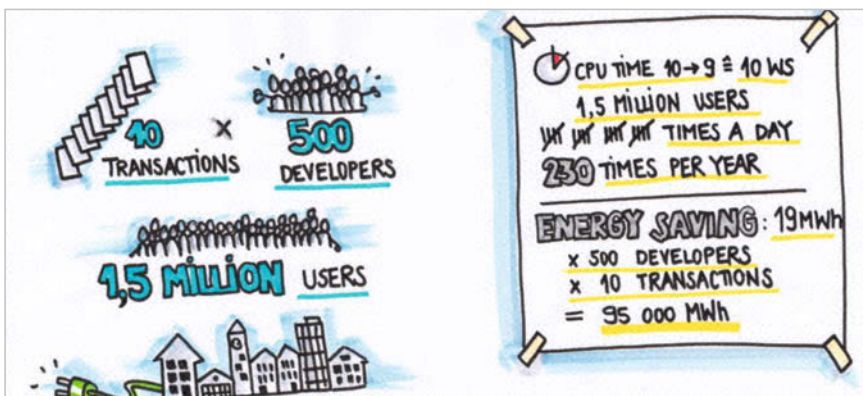 10 x 500
TRANSACTIONS DEVELOPERS
1,5 MILLION USERS
CPU TIME 10→9 ≙ 10 WS
1,5 MILLION USERS
TIMES A DAY
230 TIMES PER YEAR
ENERGY SAVING: 19MWh
x 500 DEVELOPERS
x 10 TRANSACTIONS
= 95 000 MWh